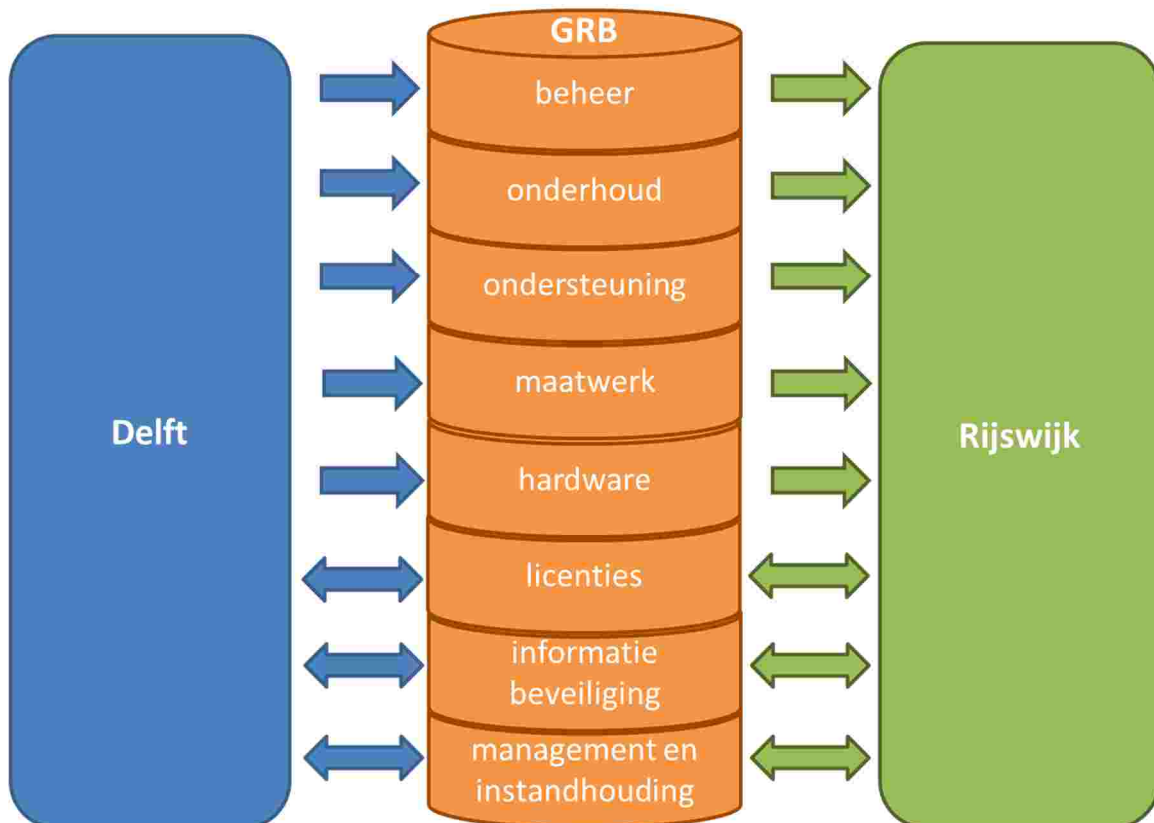 GRB
beheer
onderhoud
ondersteuning
maatwerk
hardware
licenties
informatie
beveiliging
management en
instandhouding
Delft
Rijswijk